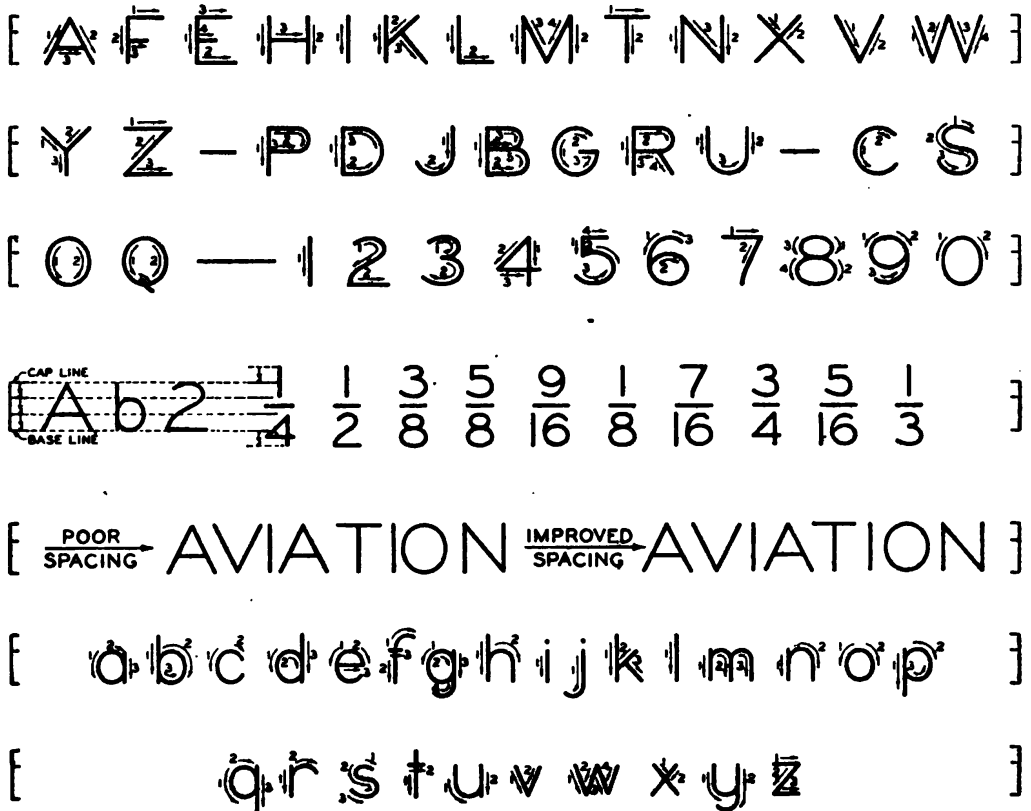 A F E H I K L M T N X V W
Y Z — P D J B G R U — C S
O Q — 1 2 3 4 5 6 7 8 9 0
CAP LINE
A b 2 1/4 1/2 3/8 5/8 9/16 1/8 7/16 3/4 5/16 1/3
BASE LINE
POOR SPACING AVIATION IMPROVED SPACING AVIATION
a b c d e f g h i j k l m n o p
q r s t u v w x y z